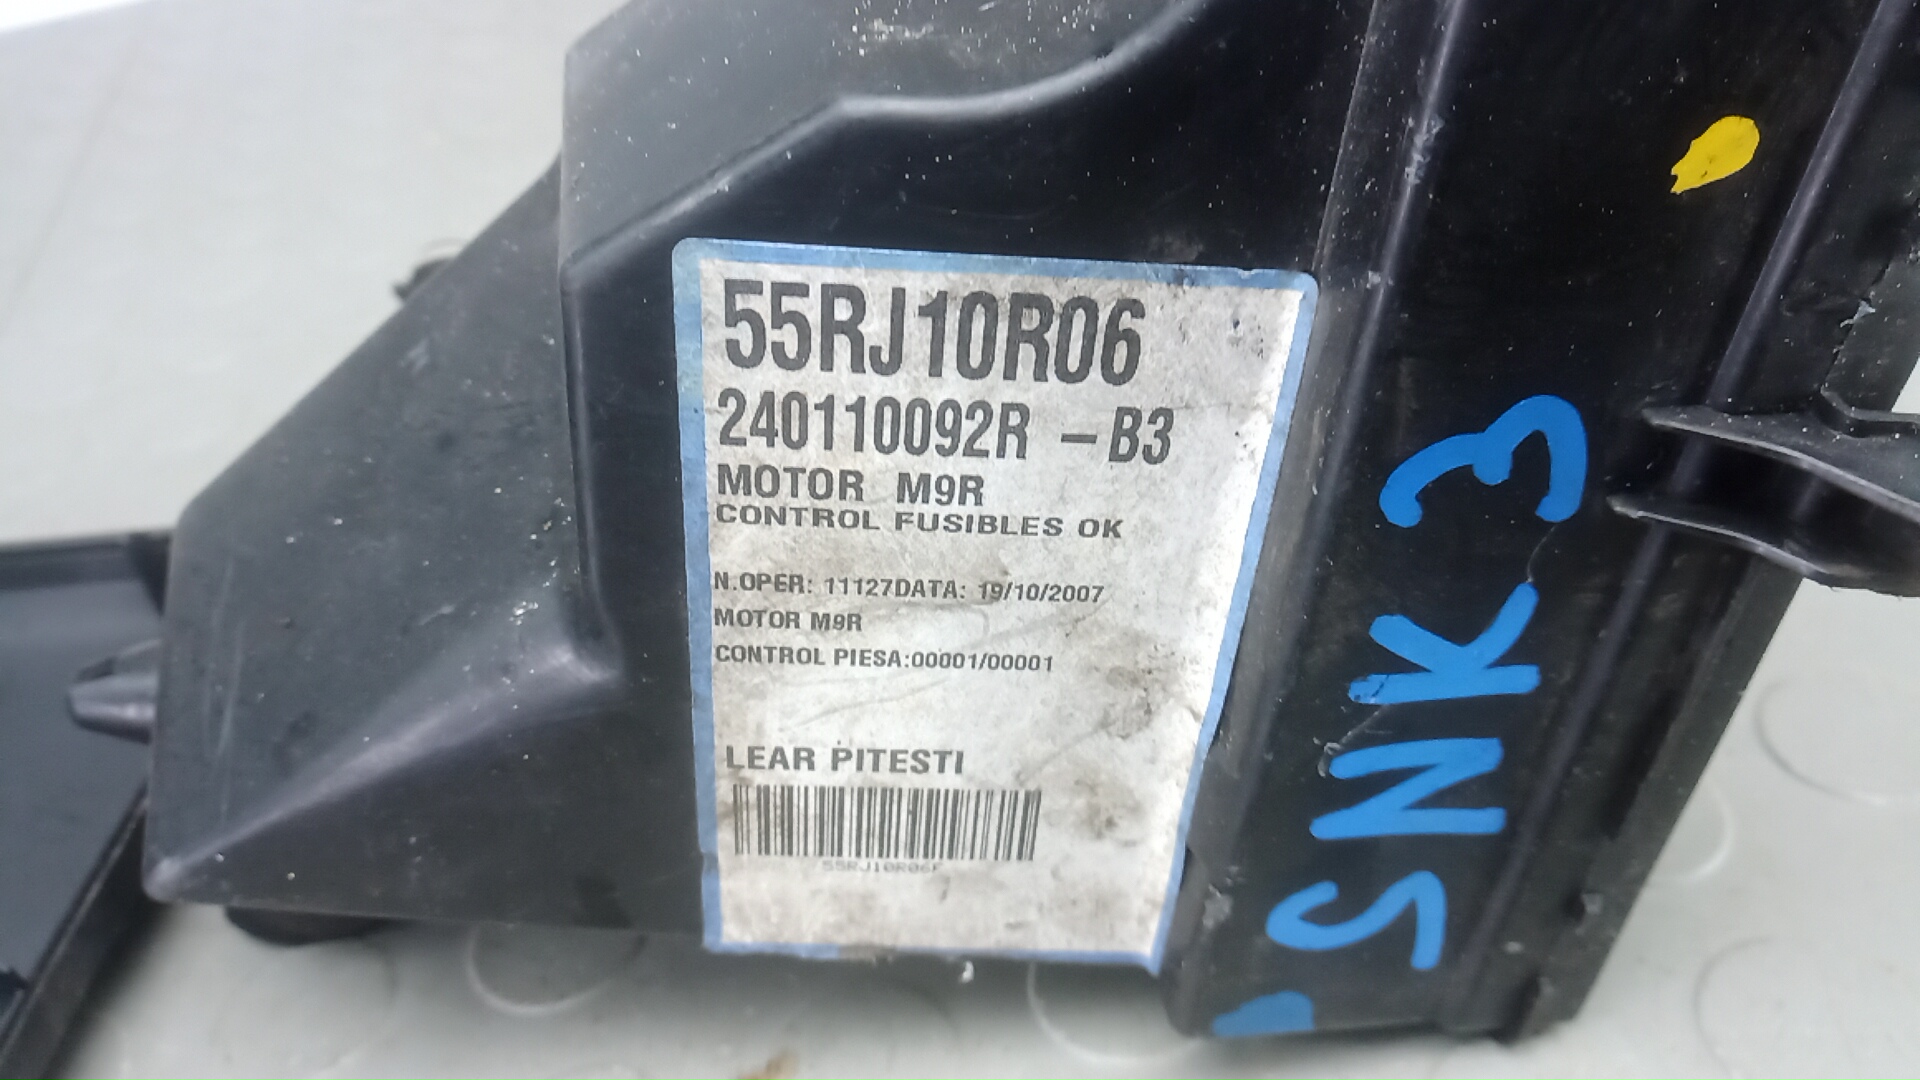 55RJ10R06
240110092R -B3
MOTOR M9R
CONTROL FUSIBLES OK
N.OPER: 11127DATA: 19/10/2007
MOTOR M9R
CONTROL PIESA:00001/00001
LEAR PITESTI
55RJ10R06F
SNK3